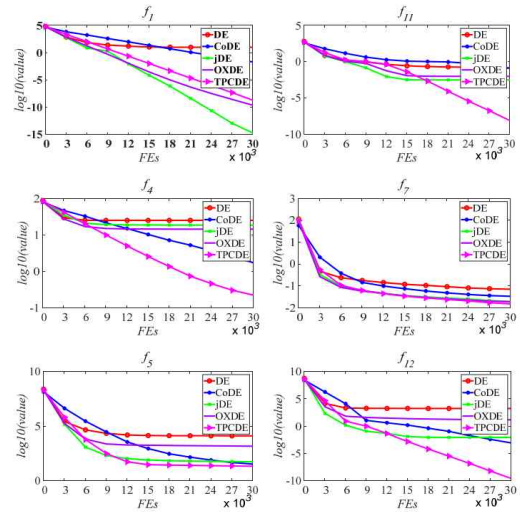 f1
log10(value)
5
0
-5
-10
-15
0 3 6 9 12 15 18 21 24 27 30
FEs
x 10^3
DE
CoDE
jDE
OXDE
TPCDE
f11
log10(value)
5
0
-5
-10
0 3 6 9 12 15 18 21 24 27 30
FEs
x 10^3
DE
CoDE
jDE
OXDE
TPCDE
f4
log10(value)
2
1
0
-1
0 3 6 9 12 15 18 21 24 27 30
FEs
x 10^3
DE
CoDE
jDE
OXDE
TPCDE
f7
log10(value)
3
2
1
0
-1
-2
0 3 6 9 12 15 18 21 24 27 30
FEs
x 10^3
DE
CoDE
jDE
OXDE
TPCDE
f5
log10(value)
10
5
0
0 3 6 9 12 15 18 21 24 27 30
FEs
x 10^3
DE
CoDE
jDE
OXDE
TPCDE
f12
log10(value)
10
5
0
-5
-10
0 3 6 9 12 15 18 21 24 27 30
FEs
x 10^3
DE
CoDE
jDE
OXDE
TPCDE